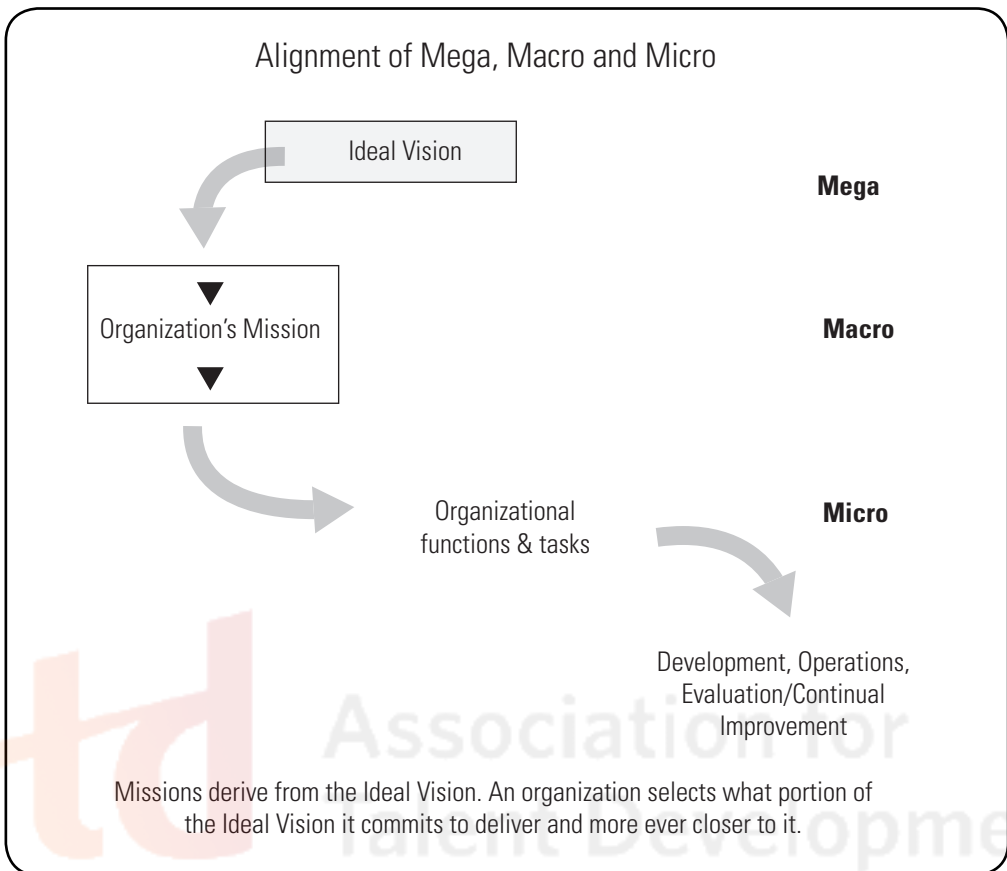 Alignment of Mega, Macro and Micro
Ideal Vision
Mega
Organization's Mission
Macro
Organizational
functions & tasks
Micro
Development, Operations,
Evaluation/Continual
Improvement
Missions derive from the Ideal Vision. An organization selects what portion of
the Ideal Vision it commits to deliver and more ever closer to it.
td
Association for
Talent Developme